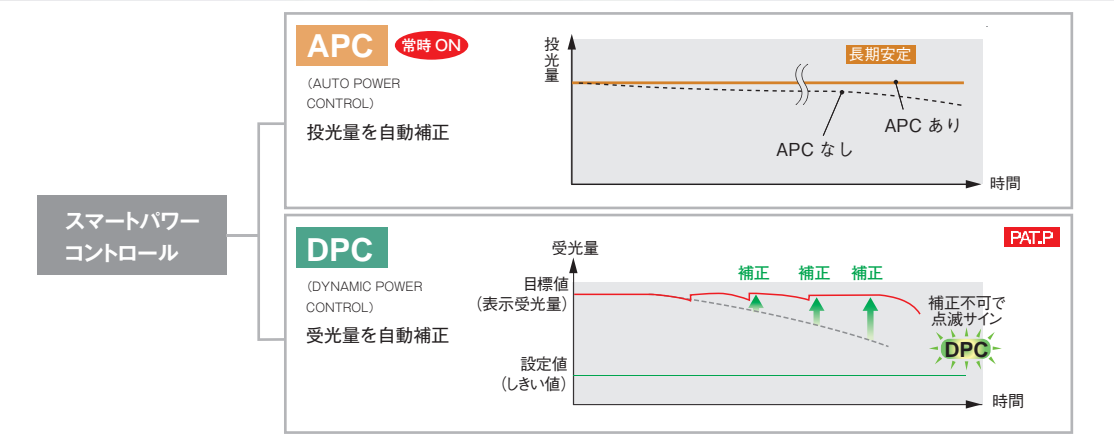 スマートパワー
コントロール
APC
常時 ON
(AUTO POWER
CONTROL)
投光量を自動補正
投光量
長期安定
APC あり
APC なし
時間
DPC
(DYNAMIC POWER
CONTROL)
受光量を自動補正
PAT.P
受光量
目標値
(表示受光量)
補正
補正
補正
補正不可で
点滅サイン
DPC
設定値
(しきい値)
時間